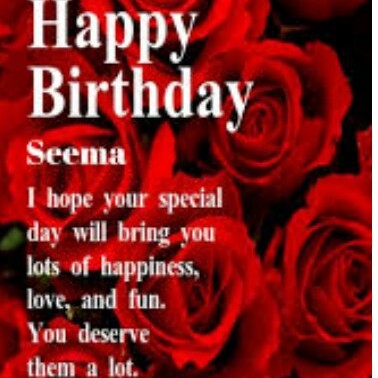 Happy
Birthday
Seema
I hope your special
day will bring you
lots of happiness,
love, and fun.
You deserve
them a lot.